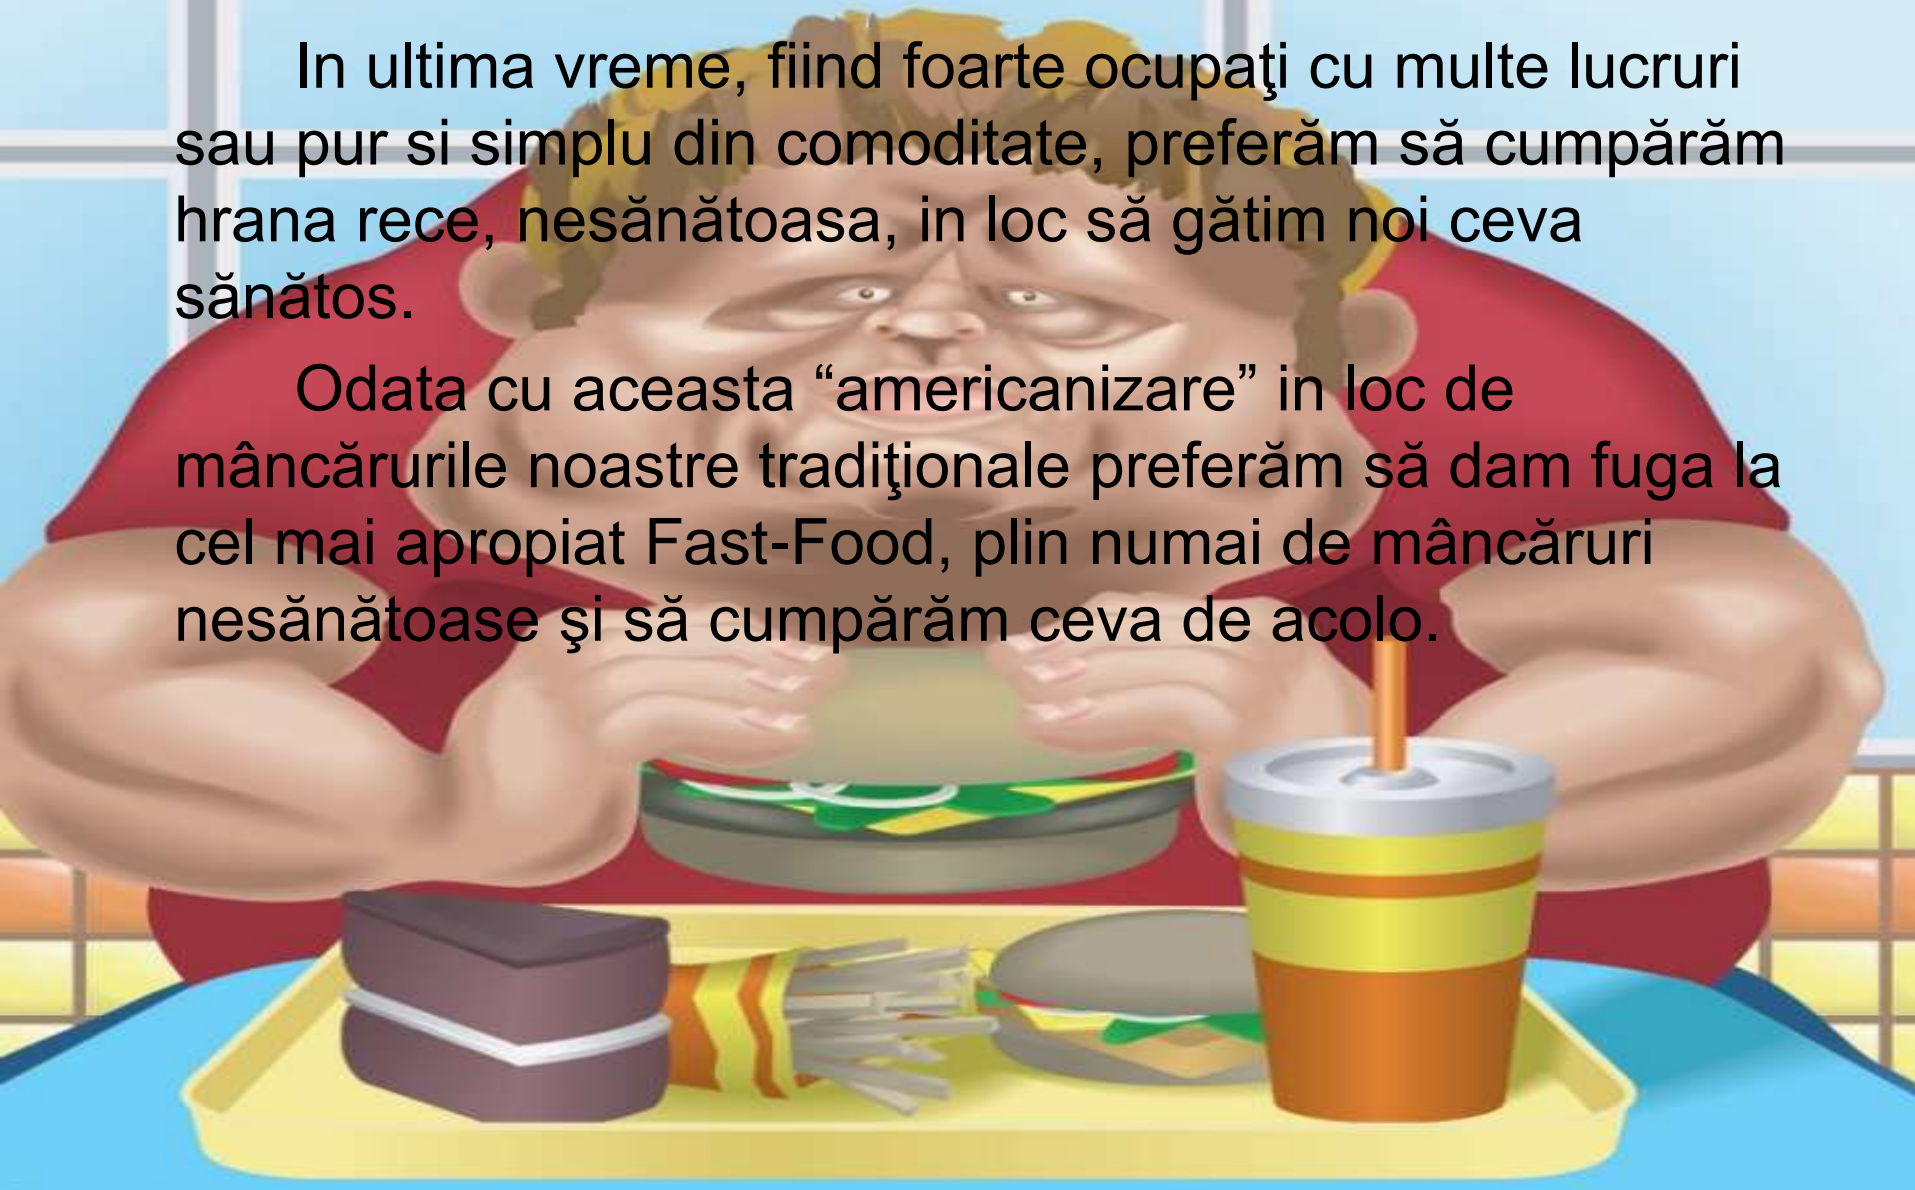 In ultima vreme, fiind foarte ocupaţi cu multe lucruri
sau pur si simplu din comoditate, preferăm să cumpărăm
hrana rece, nesănătoasa, in loc să gătim noi ceva
sănătos.
Odata cu aceasta “americanizare” in loc de
mâncărurile noastre tradiţionale preferăm să dam fuga la
cel mai apropiat Fast-Food, plin numai de mâncăruri
nesănătoase şi să cumpărăm ceva de acolo.